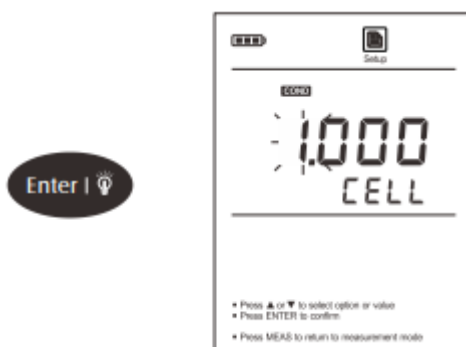 Setup
COND
1.000
Enter |
CELL
• Press ▲ or ▼ to select option or value
• Press ENTER to confirm
• Press MEAS to return to measurement mode